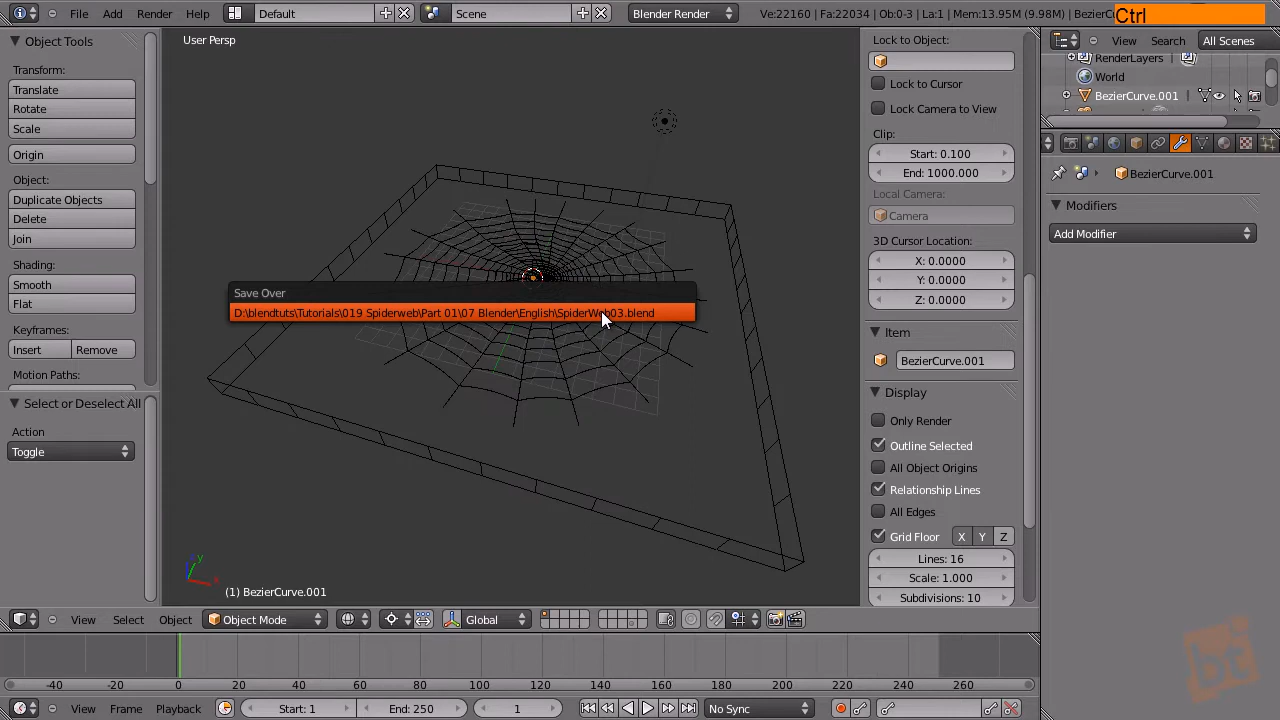 File Add Render Help Default Scene Blender Render Ve:22160 | Fa:22034 | Ob:0-3 | La:1 | Mem:13.95M (9.98M) | Bezier
Ctrl
Object Tools
Transform:
Translate
Rotate
Scale
Origin
Object:
Duplicate Objects
Delete
Join
Shading:
Smooth
Flat
Keyframes:
Insert Remove
Motion Paths:
Select or Deselect All
Action
Toggle
User Persp
Save Over
D:\blendtuts\Tutorials\019 Spiderweb\Part 01\07 Blender\English\SpiderWeb03.blend
x
y
(1) BezierCurve.001
Lock to Object:
Lock to Cursor
Lock Camera to View
Clip:
Start: 0.100
End: 1000.000
Local Camera:
Camera
3D Cursor Location:
X: 0.0000
Y: 0.0000
Z: 0.0000
Item
BezierCurve.001
Display
Only Render
Outline Selected
All Object Origins
Relationship Lines
All Edges
Grid Floor X Y Z
Lines: 16
Scale: 1.000
Subdivisions: 10
View Search All Scenes
RenderLayers
World
BezierCurve.001
BezierCurve.001
Modifiers
Add Modifier
View Select Object Object Mode Global
-40 -20 0 20 40 60 80 100 120 140 160 180 200 220 240 260
View Frame Playback Start: 1 End: 250 1 No Sync
bt